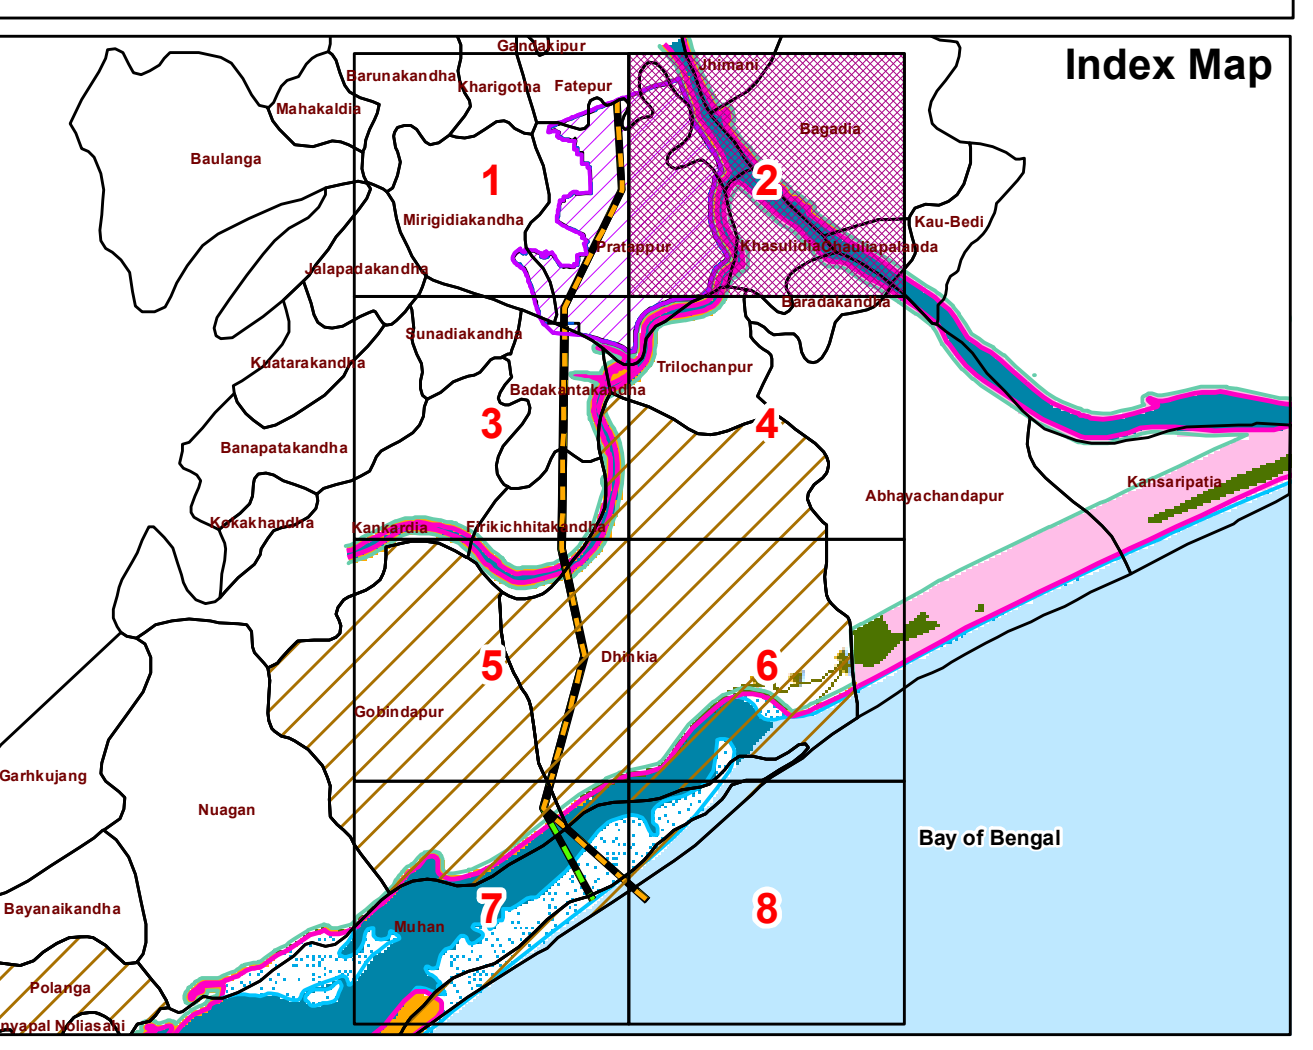 Index Map
Gandakipur
Jhimani
Barunakandha
Kharigotha
Fatepur
Mahakaldia
Bagadia
Baulanga
1
2
Mirigidiakandha
Kau-Bedi
Pratappur
Khasulidia
Chauliapalanda
Jalapadakandha
Baradakandha
Sunadiakandha
Kuatarakandha
Trilochanpur
Badakantakandha
3
4
Banapatakandha
Kansaripatia
Abhayachandapur
Kokakhandha
Kankardia
Firikichhitakandha
5
Dhinkia
6
Gobindapur
Garhkujang
Nuagan
Bay of Bengal
Bayanaikandha
7
8
Muhan
Polanga
nyapal Noliasahi